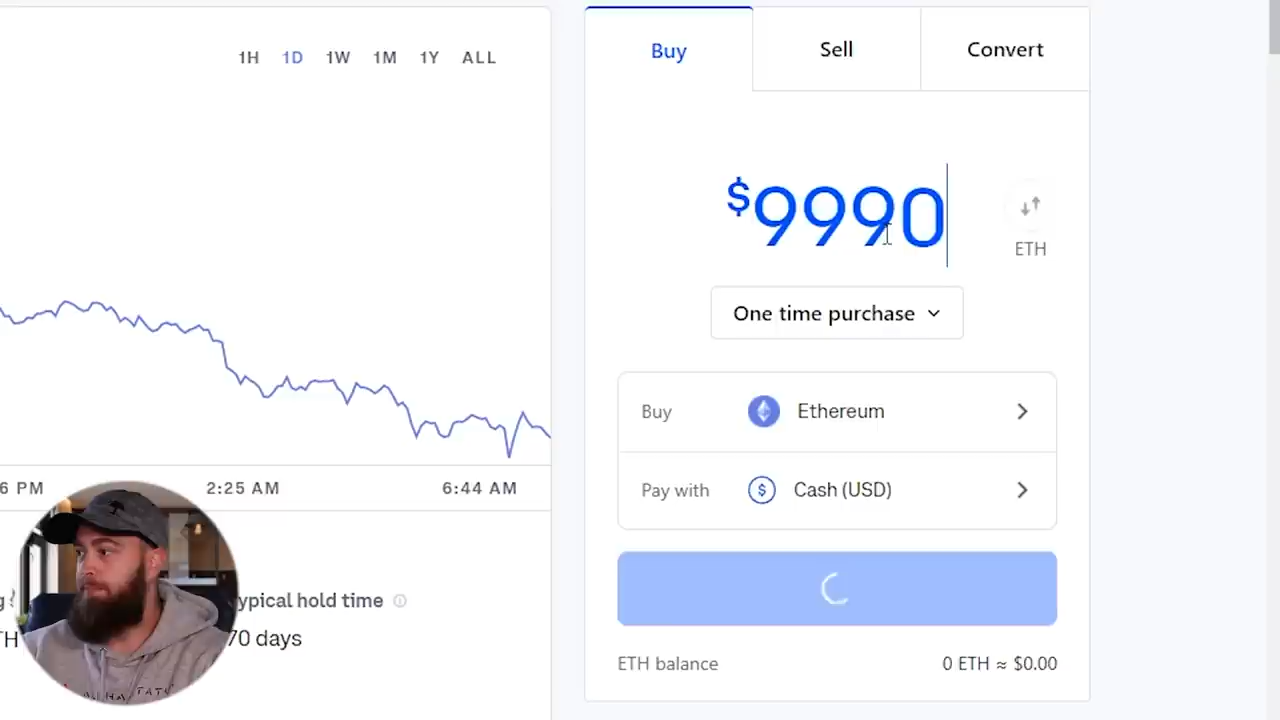 1H 1D 1W 1M 1Y ALL
6 PM 2:25 AM 6:44 AM
ypical hold time
70 days
Buy Sell Convert
$9990
ETH
One time purchase
Buy Ethereum
Pay with Cash (USD)
ETH balance 0 ETH ≈ $0.00